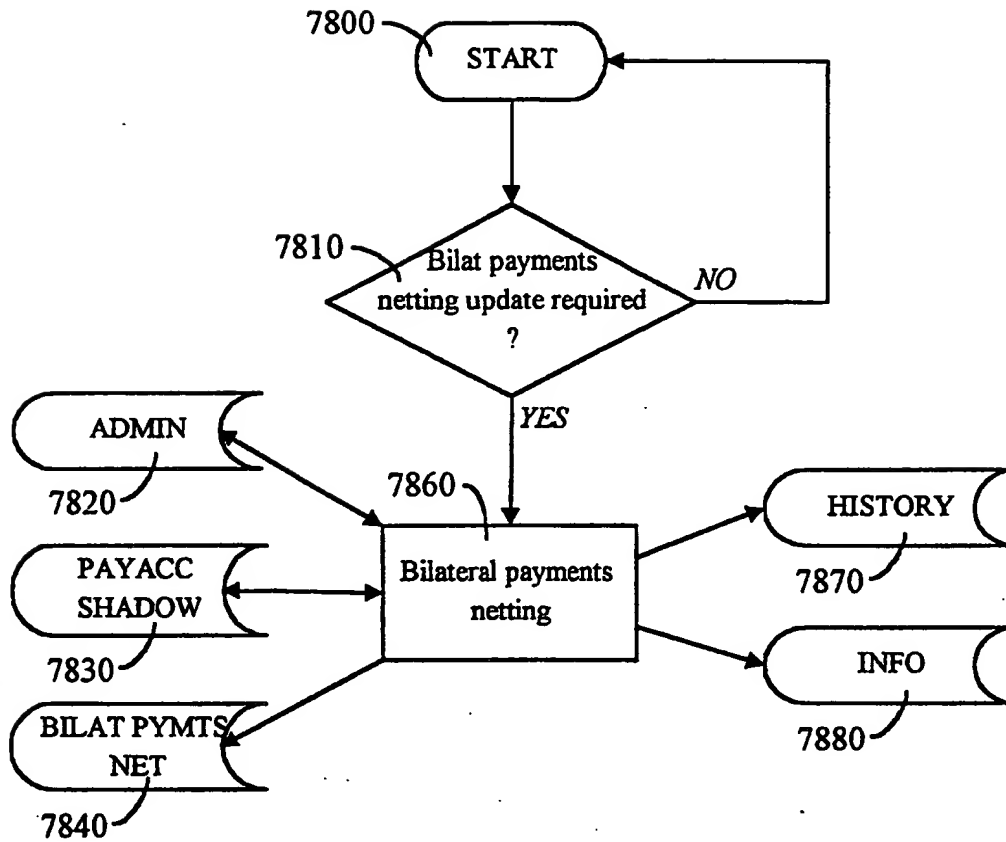 7800
START
7810
Bilat payments
netting update required
?
NO
YES
ADMIN
7820
7860
HISTORY
7870
PAYACC
SHADOW
7830
Bilateral payments
netting
INFO
7880
BILAT PYMTS
NET
7840